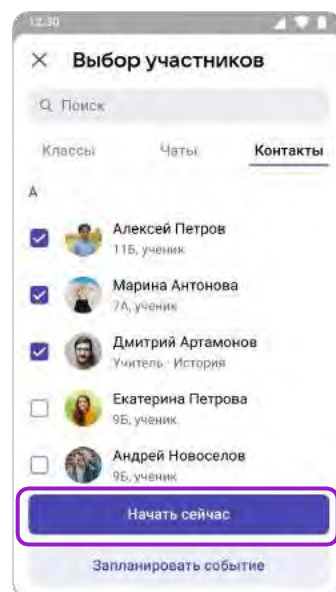 12:30
Выбор участников
Поиск
Классы Чаты Контакты
А
Алексей Петров
11Б, ученик
Марина Антонова
7А, ученик
Дмитрий Артамонов
Учитель · История
Екатерина Петрова
9Б, ученик
Андрей Новоселов
9Б, ученик
Начать сейчас
Запланировать событие